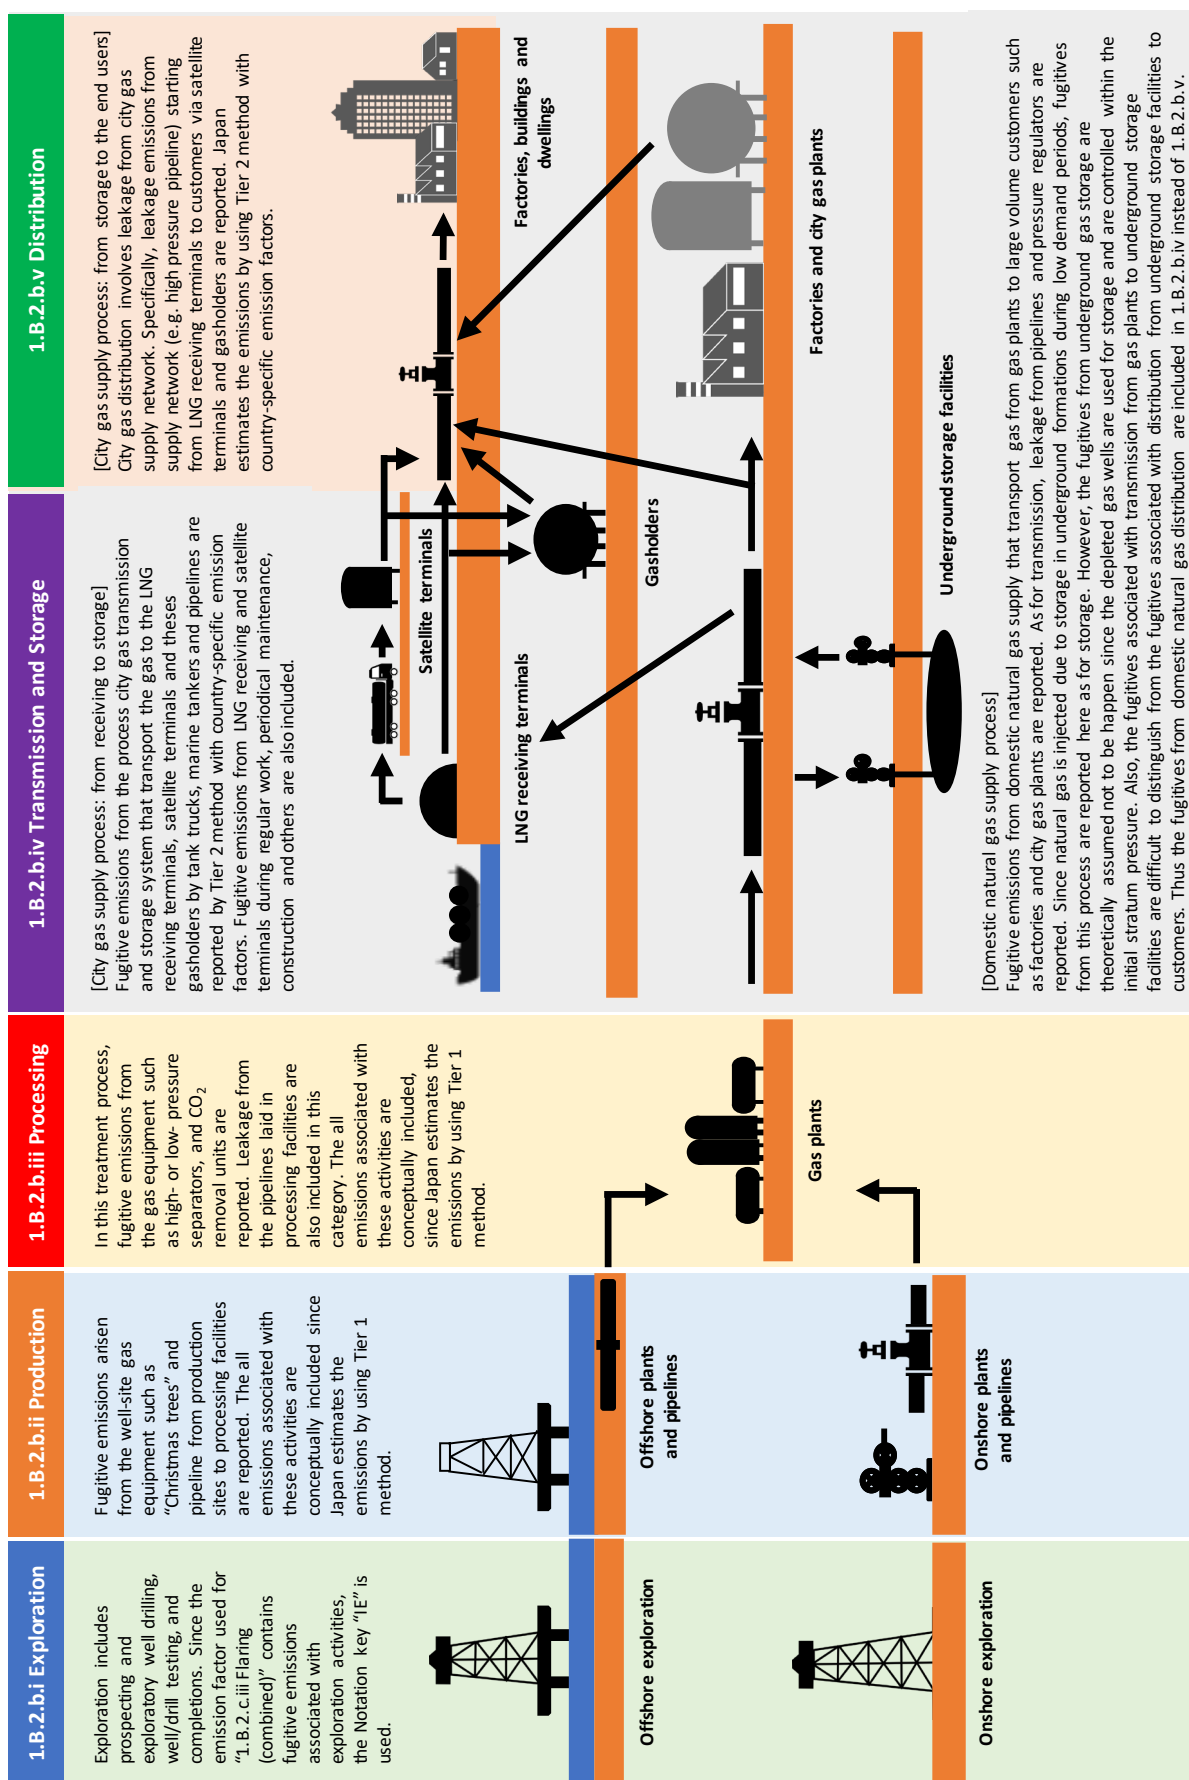 1.B.2.b.i Exploration
Exploration includes
prospecting and
exploratory well drilling,
well/drill testing, and
completions. Since the
emission factor used for
"1.B.2.c.iii Flaring
(combined)" contains
fugitive emissions
associated with
exploration activities,
the Notation key "IE" is
used.
Offshore exploration
Onshore exploration
1.B.2.b.ii Production
Fugitive emissions arisen
from the well-site gas
equipment such as
“Christmas trees” and
pipeline from production
sites to processing facilities
are reported. The all
emissions associated with
these activities are
conceptually included since
Japan estimates the
emissions by using Tier 1
method.
Offshore plants
and pipelines
Onshore plants
and pipelines
1.B.2.b.iii Processing
In this treatment process,
fugitive emissions from
the gas equipment such
as high- or low- pressure
separators, and CO2
removal units are
reported. Leakage from
the pipelines laid in
processing facilities are
also included in this
category. The all
emissions associated with
these activities are
conceptually included,
since Japan estimates the
emissions by using Tier 1
method.
Gas plants
1.B.2.b.iv Transmission and Storage
[City gas supply process: from receiving to storage]
Fugitive emissions from the process city gas transmission
and storage system that transport the gas to the LNG
receiving terminals, satellite terminals and theses
gasholders by tank trucks, marine tankers and pipelines are
reported by Tier 2 method with country-specific emission
factors. Fugitive emissions from LNG receiving and satellite
terminals during regular work, periodical maintenance,
construction and others are also included.
Satellite terminals
LNG receiving terminals
Gasholders
Underground storage facilities
1.B.2.b.v Distribution
[City gas supply process: from storage to the end users]
City gas distribution involves leakage from city gas
supply network. Specifically, leakage emissions from
supply network (e.g. high pressure pipeline) starting
from LNG receiving terminals to customers via satellite
terminals and gasholders are reported. Japan
estimates the emissions by using Tier 2 method with
country-specific emission factors.
Factories, buildings and
dwellings
Factories and city gas plants
[Domestic natural gas supply process]
Fugitive emissions from domestic natural gas supply that transport gas from gas plants to large volume customers such
as factories and city gas plants are reported. As for transmission, leakage from pipelines and pressure regulators are
reported. Since natural gas is injected due to storage in underground formations during low demand periods, fugitives
from this process are reported here as for storage. However, the fugitives from underground gas storage are
theoretically assumed not to be happen since the depleted gas wells are used for storage and are controlled within the
initial stratum pressure. Also, the fugitives associated with transmission from gas plants to underground storage
facilities are difficult to distinguish from the fugitives associated with distribution from underground storage facilities to
customers. Thus the fugitives from domestic natural gas distribution are included in 1.B.2.b.iv instead of 1.B.2.b.v.